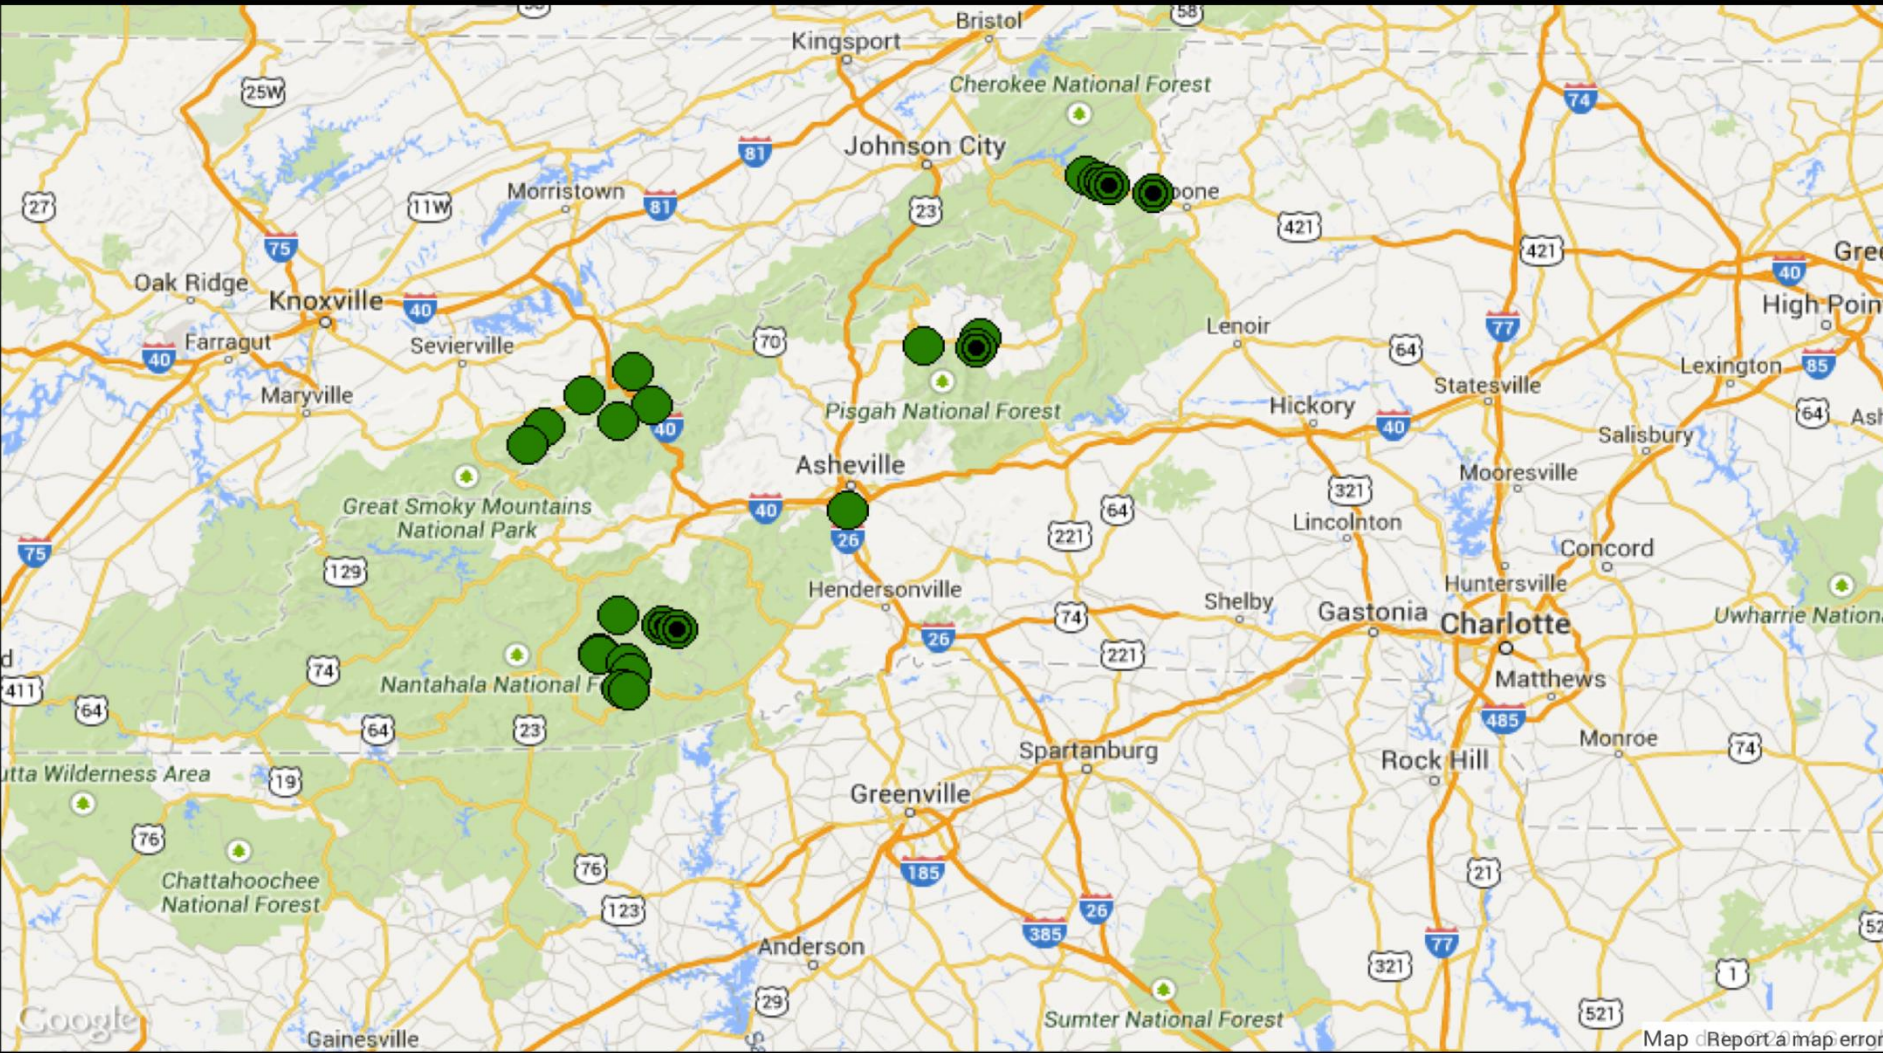 58
Bristol
58
Kingsport
Cherokee National Forest
25W
74
Johnson City
81
Morristown
81
27
11W
23
oone
421
75
421
Gree
Oak Ridge
Knoxville
40
40
High Poin
Lenoir
77
70
Farragut
Sevierville
40
64
Lexington
85
Maryville
Statesville
Pisgah National Forest
Hickory
40
64
Ash
40
Salisbury
Asheville
Mooresville
321
Great Smoky Mountains
National Park
40
64
Lincolnton
221
26
75
Concord
129
Hendersonville
Huntersville
Shelby
Gastonia
74
Charlotte
Uwharrie Nationa
26
221
d
411
74
Nantahala National F
Matthews
64
64
23
485
Monroe
74
Spartanburg
Rock Hill
utta Wilderness Area
19
Greenville
76
76
185
21
Chattahoochee
National Forest
123
26
385
52
77
Anderson
321
1
29
521
Google
Gainesville
Sumter National Forest
Map
Report a map error